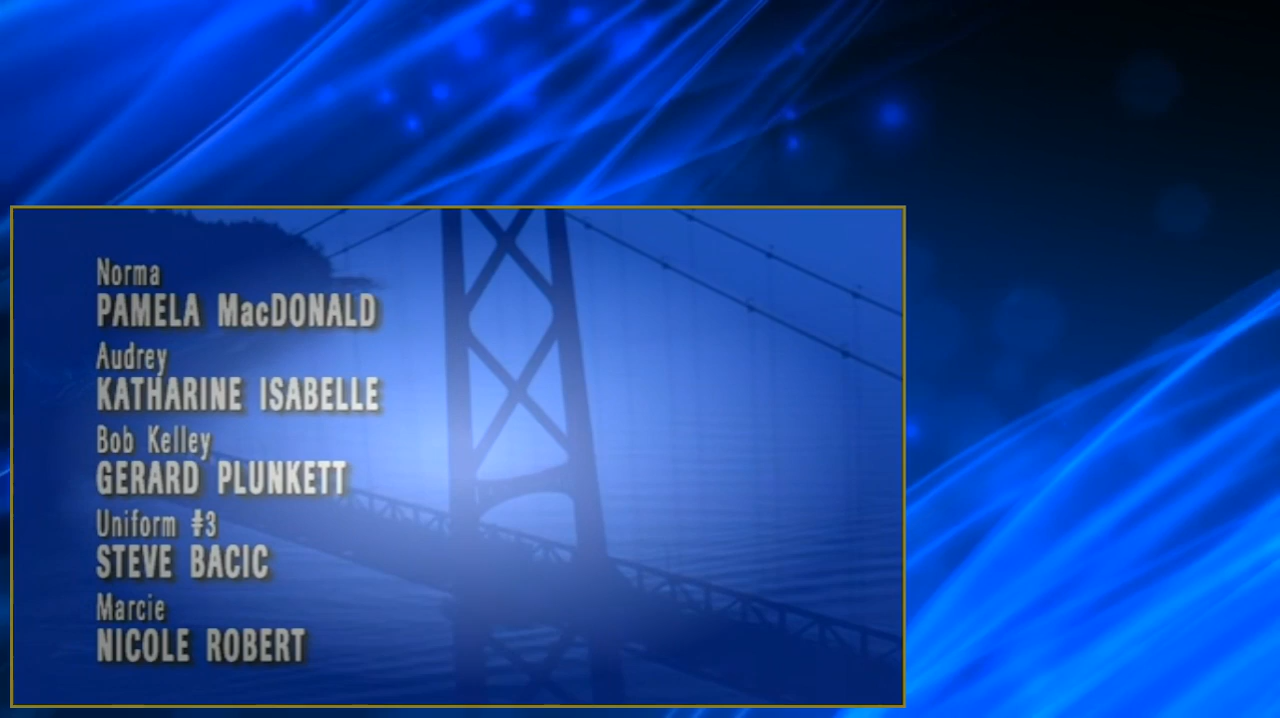 Norma
PAMELA MacDONALD
Audrey
KATHARINE ISABELLE
Bob Kelley
GERARD PLUNKETT
Uniform #3
STEVE BACIC
Marcie
NICOLE ROBERT